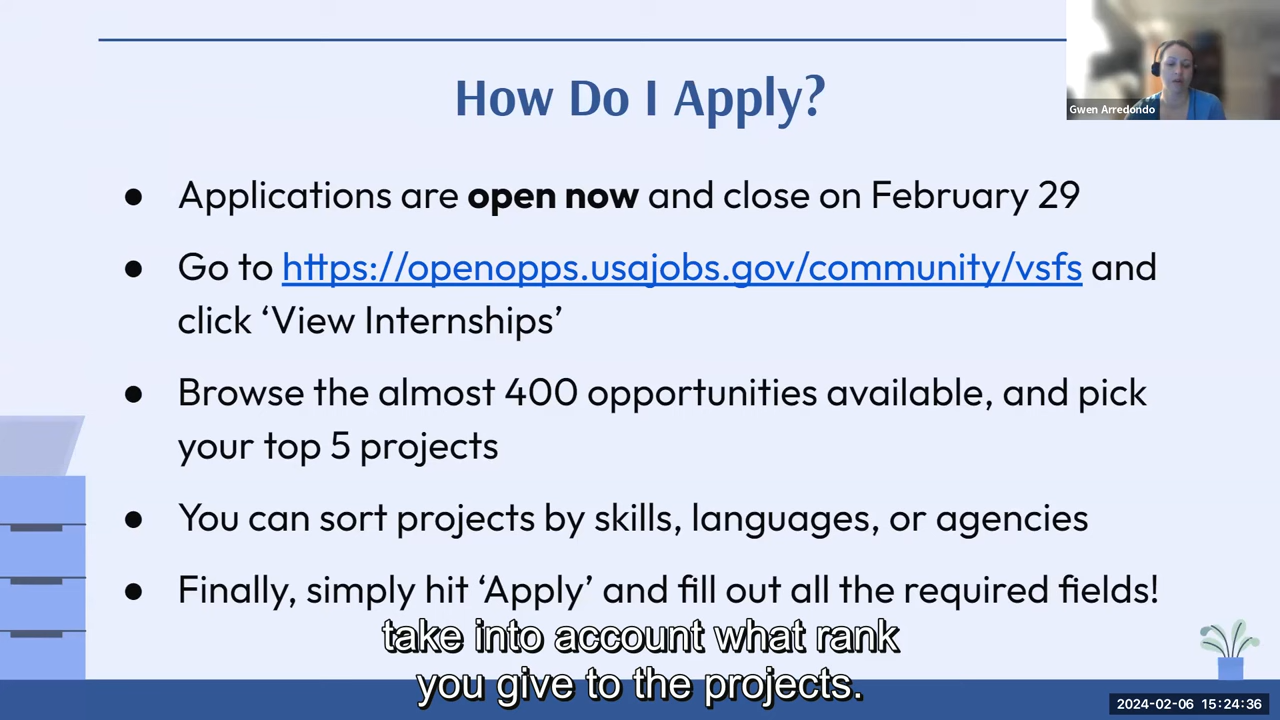 How Do I Apply?
Gwen Arredondo
● Applications are open now and close on February 29
● Go to https://openopps.usajobs.gov/community/vsfs and
click ‘View Internships’
● Browse the almost 400 opportunities available, and pick
your top 5 projects
● You can sort projects by skills, languages, or agencies
● Finally, simply hit ‘Apply’ and fill out all the required fields!
take into account what rank
you give to the projects.
2024-02-06 15:24:36